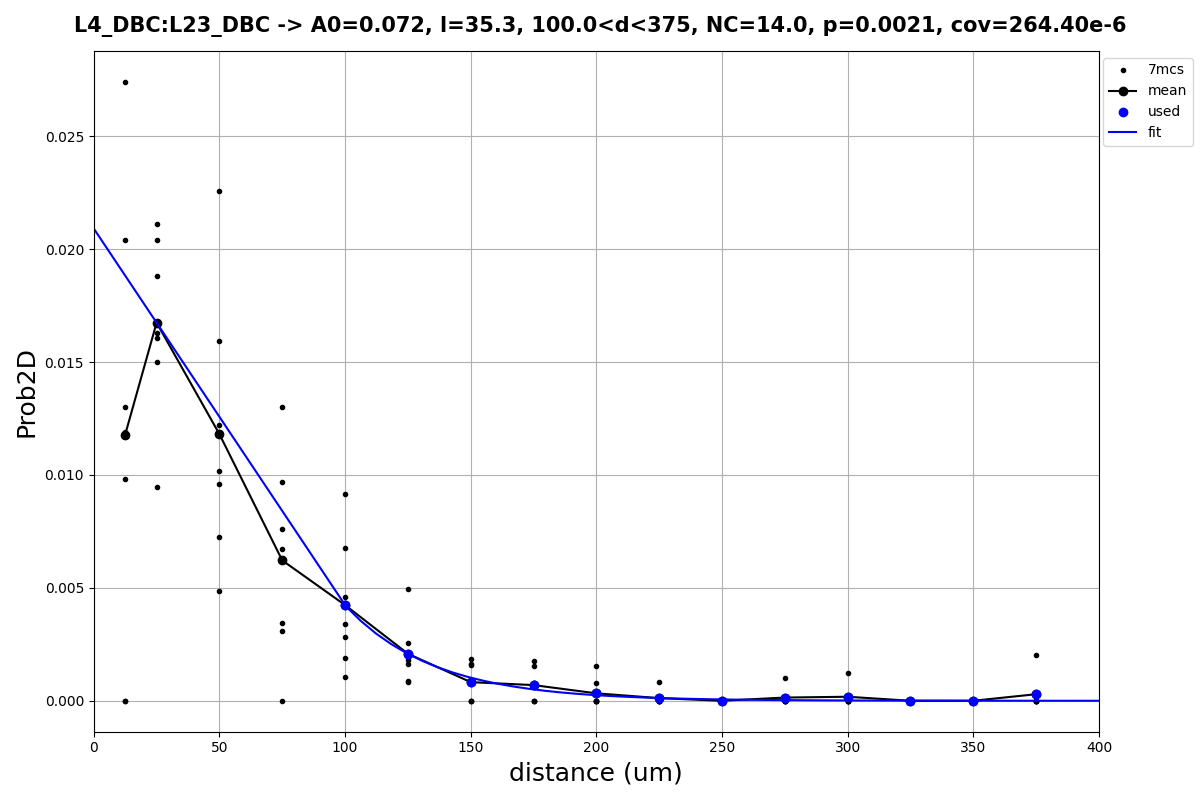 L4_DBC:L23_DBC -> A0=0.072, l=35.3, 100.0<d<375, NC=14.0, p=0.0021, cov=264.40e-6
7mcs
mean
used
fit
0.025
0.020
0.015
0.010
0.005
0.000
Prob2D
0 50 100 150 200 250 300 350 400
distance (um)